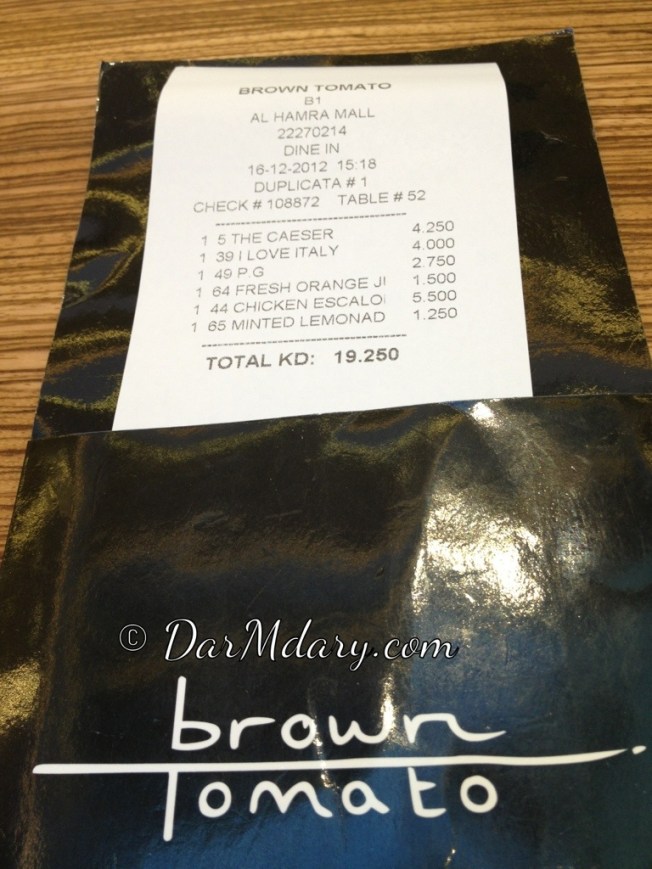 BROWN TOMATO
B1
AL HAMRA MALL
22270214
DINE IN
16-12-2012 15:18
DUPLICATA # 1
CHECK # 108872 TABLE # 52
1 5 THE CAESER 4.250
1 39 I LOVE ITALY 4.000
1 49 P.G 2.750
1 64 FRESH ORANGE JU 1.500
1 44 CHICKEN ESCALO 5.500
1 65 MINTED LEMONAD 1.250
TOTAL KD: 19.250
© DarMdary.com
brown
Tomato